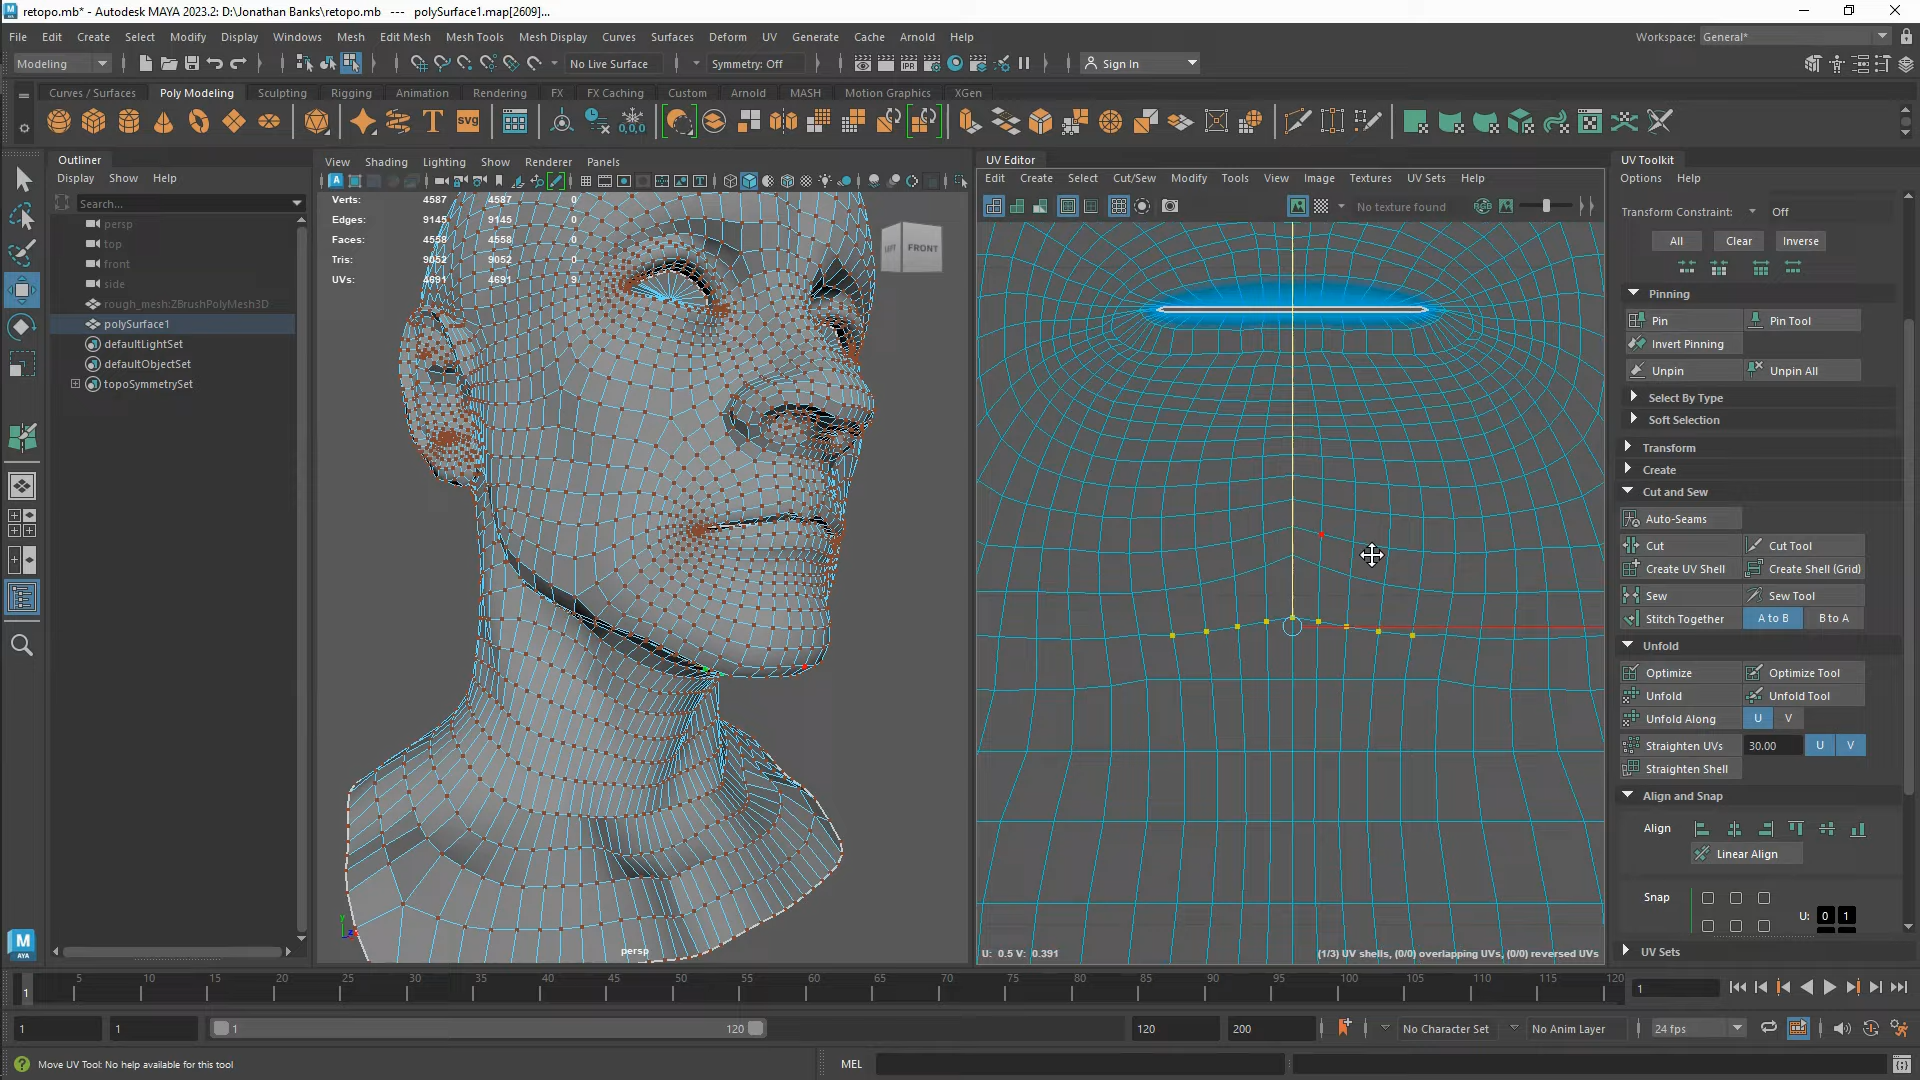 retopo.mb* - Autodesk MAYA 2023.2: D:\Jonathan Banks\retopo.mb   ---   polySurface1.map[2609]...
File Edit Create Select Modify Display Windows Mesh Edit Mesh Mesh Tools Mesh Display Curves Surfaces Deform UV Generate Cache Arnold Help
Workspace: General*
Modeling
No Live Surface
Symmetry: Off
IPR
Sign In
Curves / Surfaces Poly Modeling Sculpting Rigging Animation Rendering FX FX Caching Custom Arnold MASH Motion Graphics XGen
T
svg
0,0,0
Outliner
Display Show Help
Search...
persp
top
front
side
rough_mesh:ZBrushPolyMesh3D
polySurface1
defaultLightSet
defaultObjectSet
topoSymmetrySet
View Shading Lighting Show Renderer Panels
Verts: 4587 4587 0
Edges: 9145 9145 0
Faces: 4558 4558 0
Tris: 9052 9052 0
UVs: 4691 4691 9
FRONT
persp
UV Editor
Edit Create Select Cut/Sew Modify Tools View Image Textures UV Sets Help
No texture found
RGB
U: 0.5 V: 0.391
(1/3) UV shells, (0/0) overlapping UVs, (0/0) reversed UVs
UV Toolkit
Options Help
Transform Constraint: Off
All Clear Inverse
Pinning
Pin Pin Tool
Invert Pinning
Unpin Unpin All
Select By Type
Soft Selection
Transform
Create
Cut and Sew
Auto-Seams
Cut Cut Tool
Create UV Shell Create Shell (Grid)
Sew Sew Tool
Stitch Together A to B B to A
Unfold
Optimize Optimize Tool
Unfold Unfold Tool
Unfold Along U V
Straighten UVs 30.00 U V
Straighten Shell
Align and Snap
Align
Linear Align
Snap
U: 0 1
UV Sets
5 10 15 20 25 30 35 40 45 50 55 60 65 70 75 80 85 90 95 100 105 110 115 120
1
1
1 1 1 120 120 200
No Character Set
No Anim Layer
24 fps
MAYA
Move UV Tool: No help available for this tool
MEL